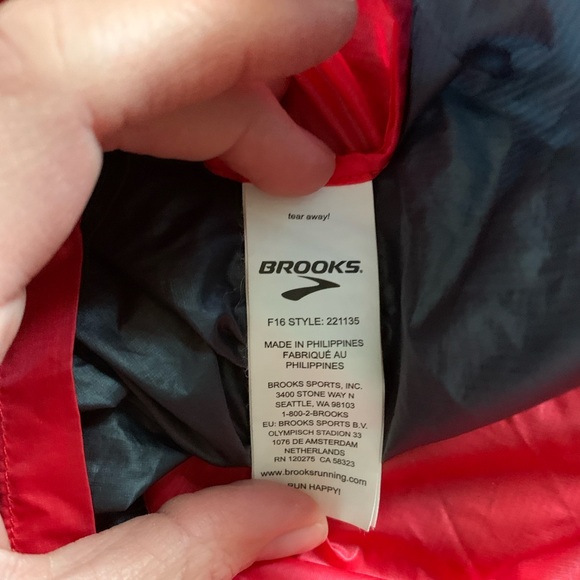 tear away!
BROOKS
F16 STYLE: 221135
MADE IN PHILIPPINES
FABRIQUÉ AU
PHILIPPINES
BROOKS SPORTS, INC.
3400 STONE WAY N
SEATTLE, WA 98103
1-800-2-BROOKS
EU: BROOKS SPORTS B.V.
OLYMPISCH STADION 33
1076 DE AMSTERDAM
NETHERLANDS
RN 120275 CA 58323
www.brooksrunning.com
RUN HAPPY!